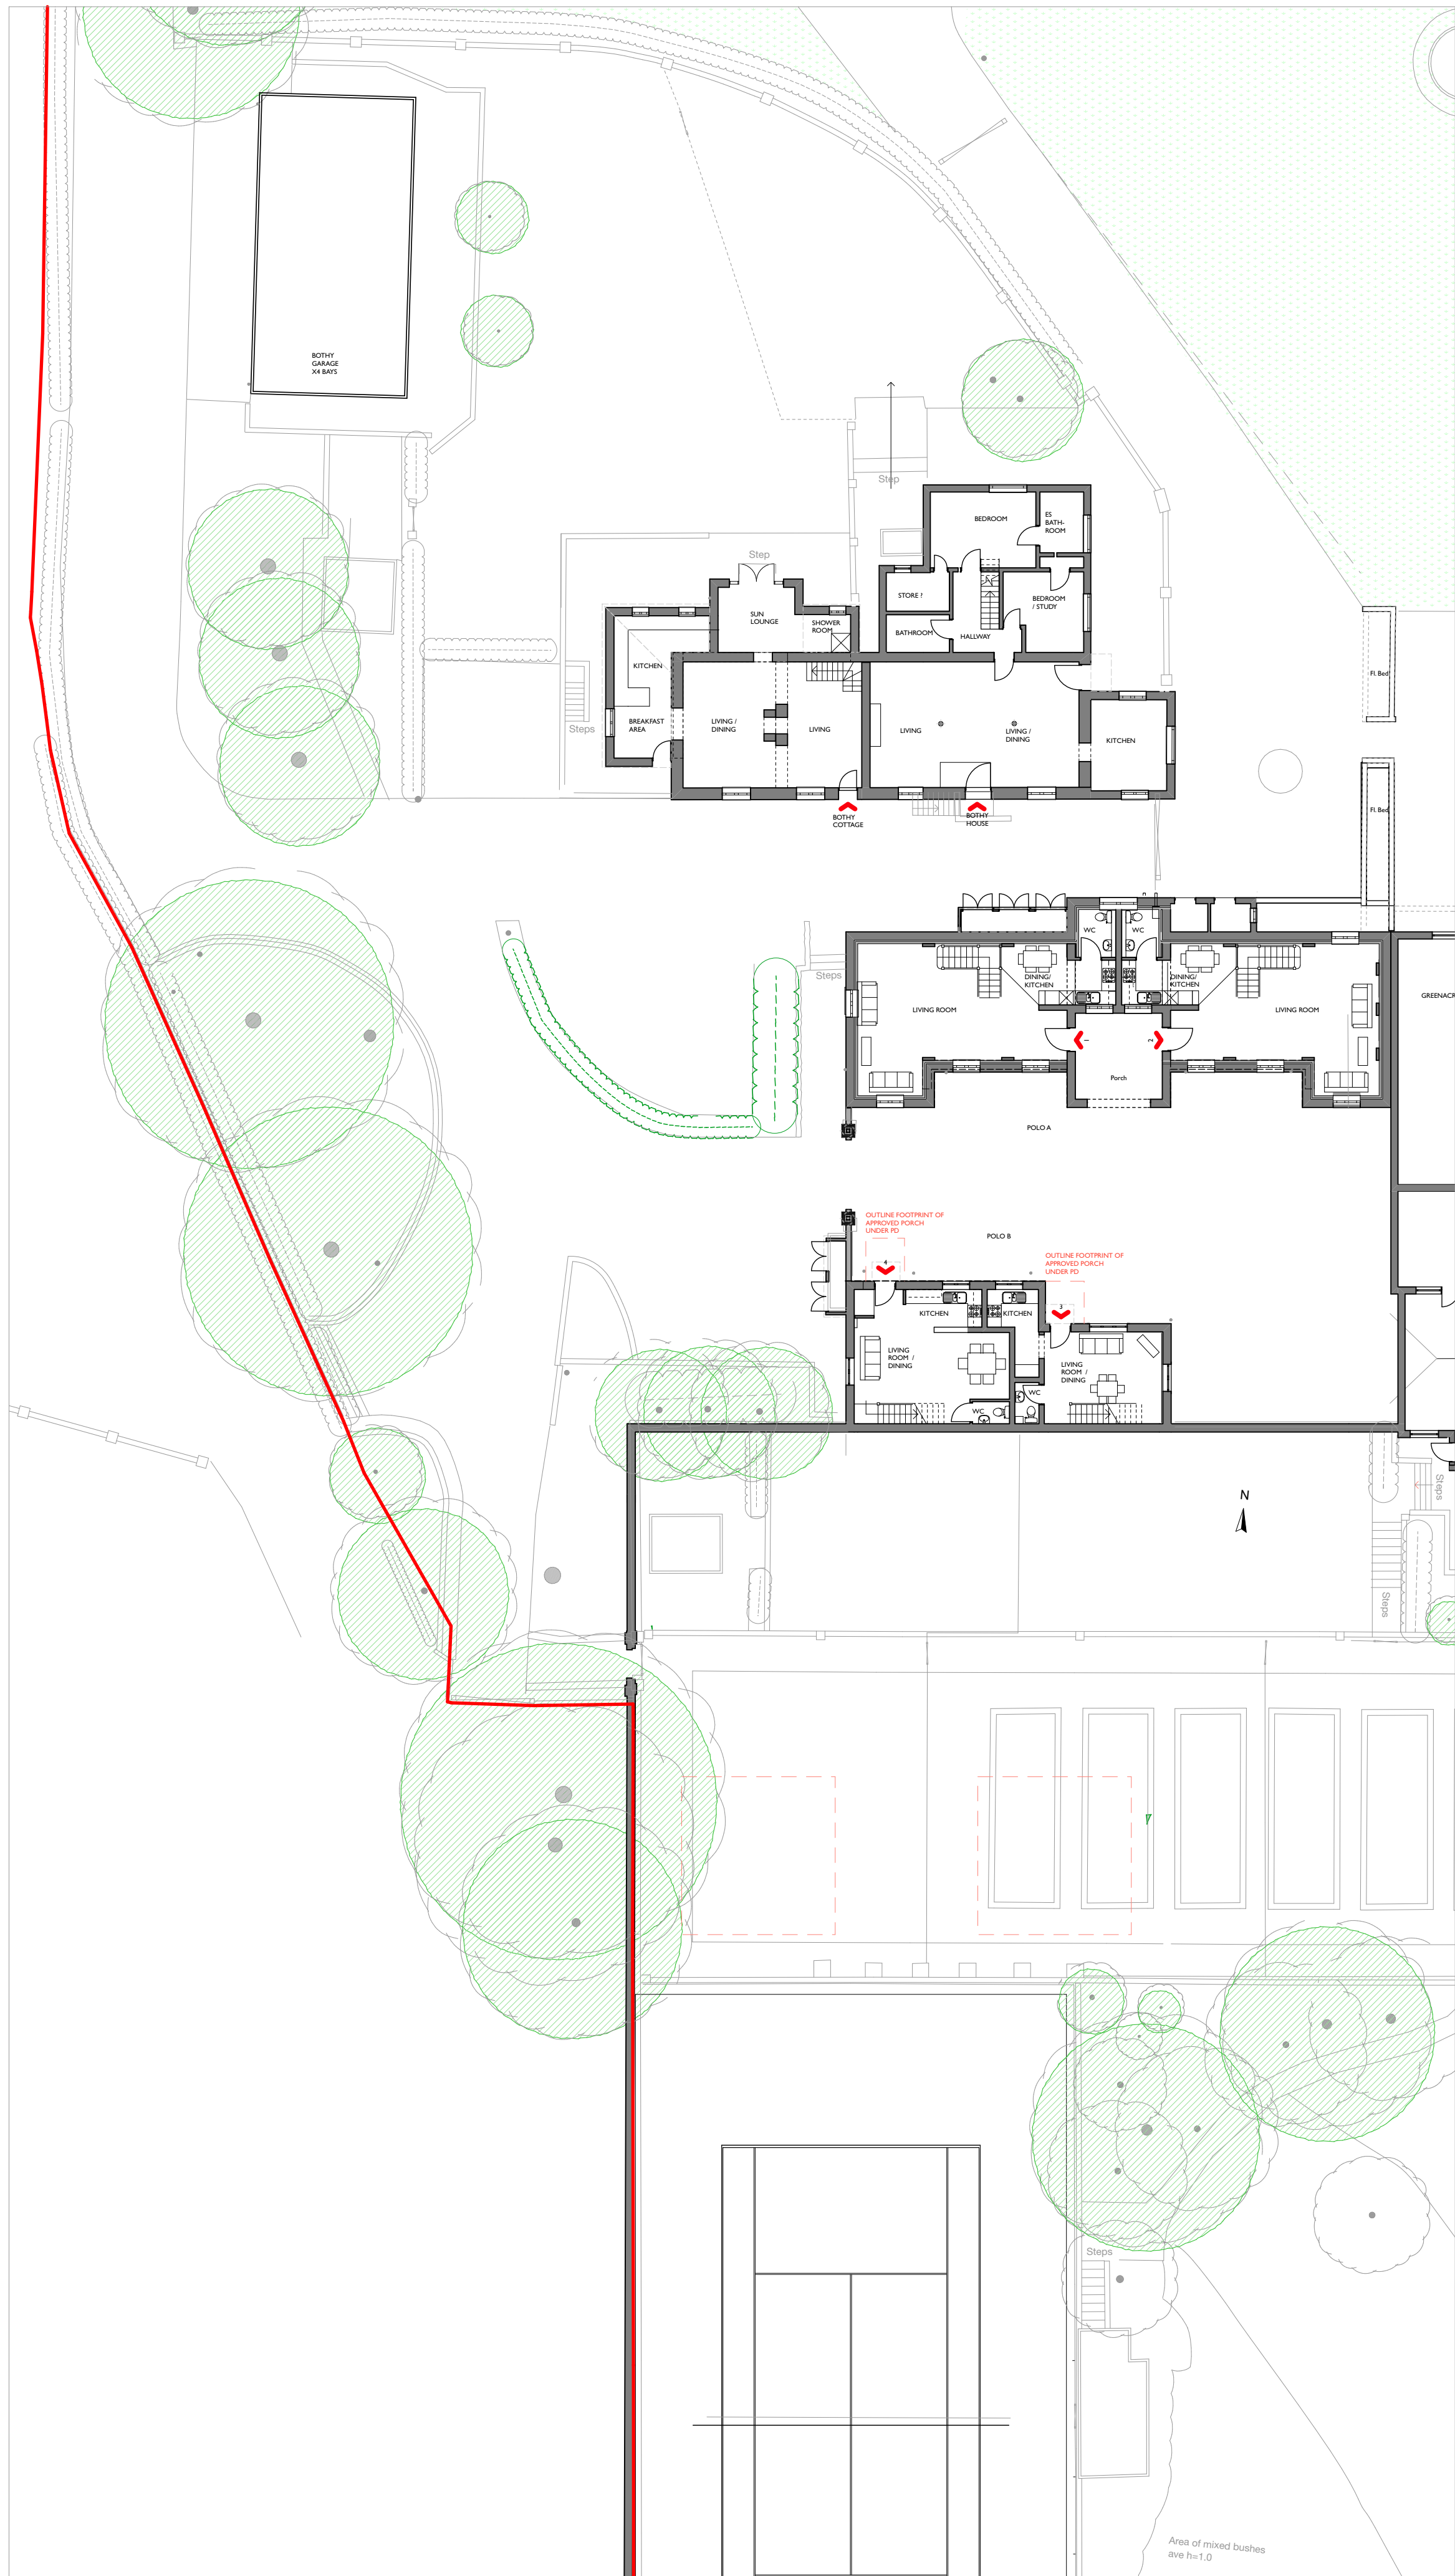 BOTHY
GARAGE
X4 BAYS
Step
BEDROOM
ES
BATH-
ROOM
Step
STORE ?
BEDROOM
/ STUDY
SUN
LOUNGE
SHOWER
ROOM
BATHROOM
HALLWAY
KITCHEN
Fl. Bed
Steps
BREAKFAST
AREA
LIVING /
DINING
LIVING
LIVING
LIVING /
DINING
KITCHEN
BOTHY
COTTAGE
BOTHY
HOUSE
Fl. Bed
WC
WC
Steps
DINING/
KITCHEN
DINING/
KITCHEN
GREENACR
LIVING ROOM
LIVING ROOM
1
2
Porch
POLO A
OUTLINE FOOTPRINT OF
APPROVED PORCH
UNDER PD
POLO B
OUTLINE FOOTPRINT OF
APPROVED PORCH
UNDER PD
4
3
KITCHEN
KITCHEN
LIVING
ROOM /
DINING
LIVING
ROOM /
DINING
WC
WC
N
Steps
Steps
Steps
Area of mixed bushes
ave h=1.0